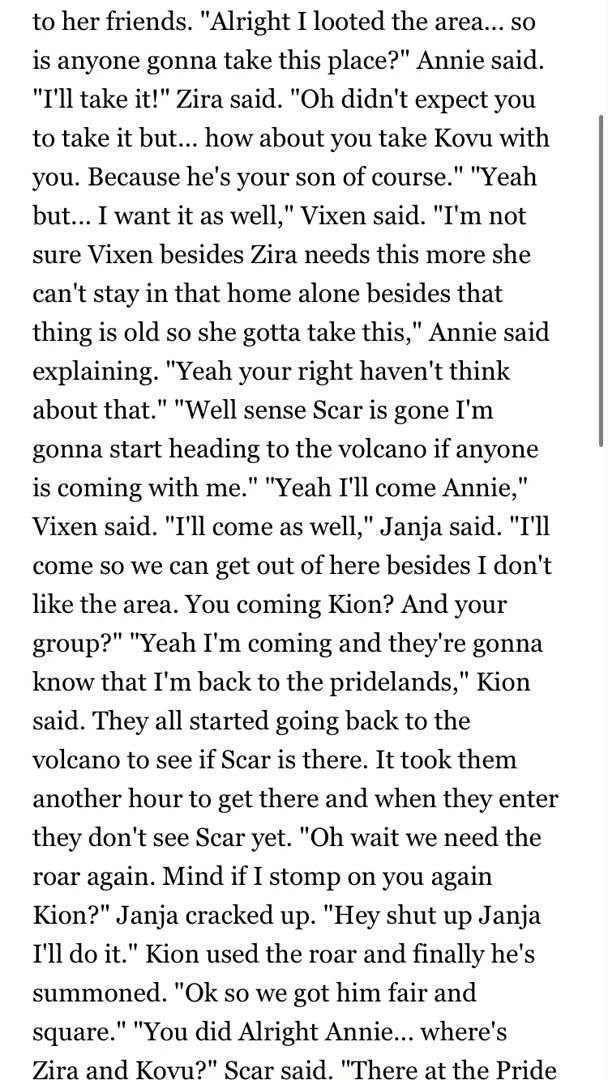 to her friends. "Alright I looted the area... so
is anyone gonna take this place?" Annie said.
"I'll take it!" Zira said. "Oh didn't expect you
to take it but... how about you take Kovu with
you. Because he's your son of course." "Yeah
but... I want it as well," Vixen said. "I'm not
sure Vixen besides Zira needs this more she
can't stay in that home alone besides that
thing is old so she gotta take this," Annie said
explaining. "Yeah your right haven't think
about that." "Well sense Scar is gone I'm
gonna start heading to the volcano if anyone
is coming with me." "Yeah I'll come Annie,"
Vixen said. "I'll come as well," Janja said. "I'll
come so we can get out of here besides I don't
like the area. You coming Kion? And your
group?" "Yeah I'm coming and they're gonna
know that I'm back to the pridelands," Kion
said. They all started going back to the
volcano to see if Scar is there. It took them
another hour to get there and when they enter
they don't see Scar yet. "Oh wait we need the
roar again. Mind if I stomp on you again
Kion?" Janja cracked up. "Hey shut up Janja
I'll do it." Kion used the roar and finally he's
summoned. "Ok so we got him fair and
square." "You did Alright Annie... where's
Zira and Kovu?" Scar said. "There at the Pride